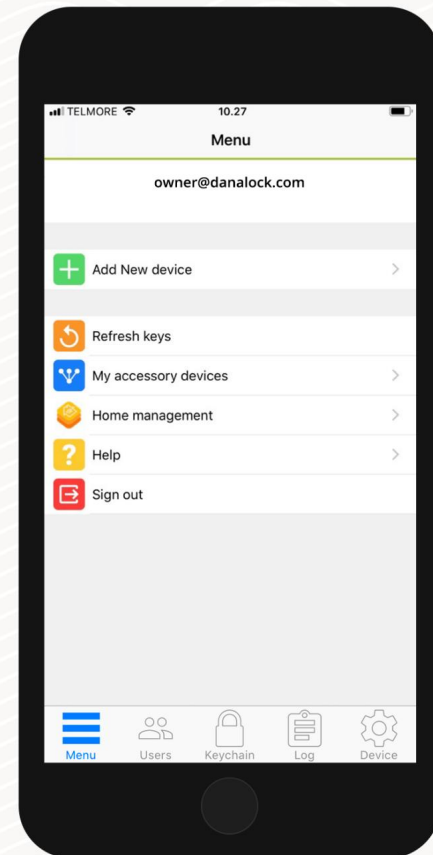 TELMORE 10.27
Menu
owner@danalock.com
Add New device
Refresh keys
My accessory devices
Home management
Help
Sign out
Menu Users Keychain Log Device